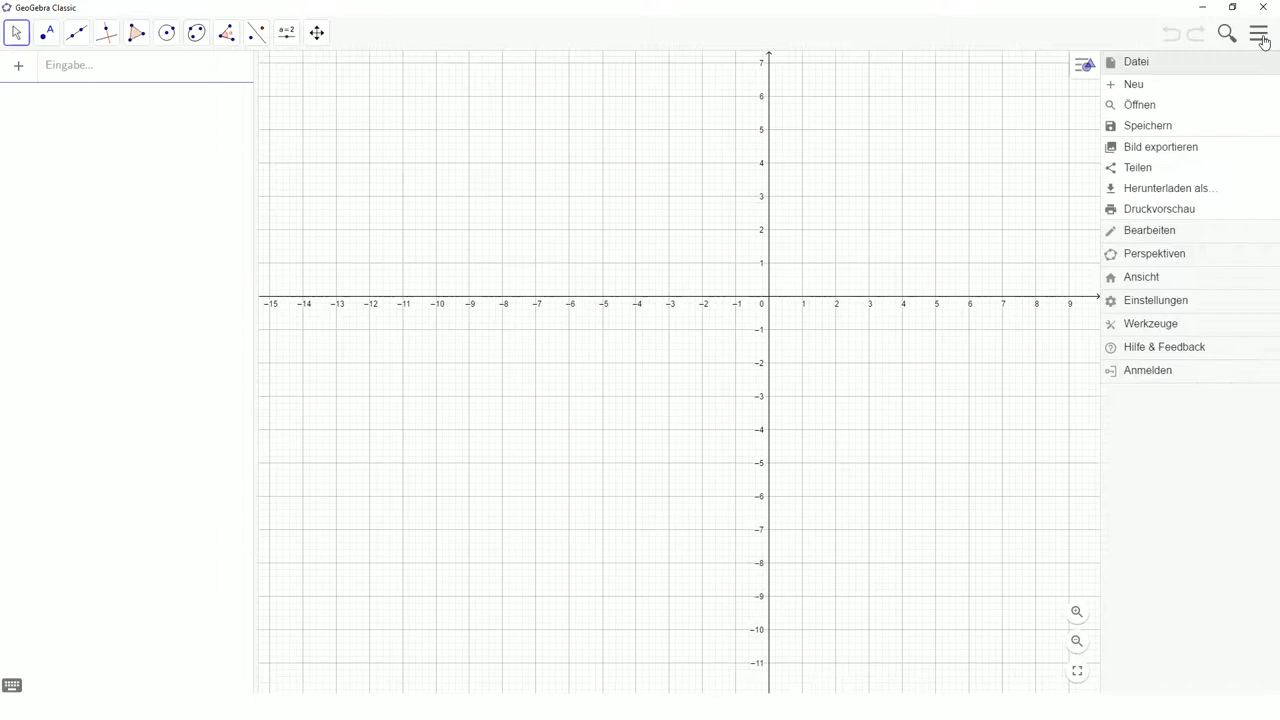 GeoGebra Classic
A
a=2
+ Eingabe...
Datei
Neu
Öffnen
Speichern
Bild exportieren
Teilen
Herunterladen als...
Druckvorschau
Bearbeiten
Perspektiven
Ansicht
Einstellungen
Werkzeuge
Hilfe & Feedback
Anmelden
7
6
5
4
3
2
1
–15 –14 –13 –12 –11 –10 –9 –8 –7 –6 –5 –4 –3 –2 –1 0 1 2 3 4 5 6 7 8 9
–1
–2
–3
–4
–5
–6
–7
–8
–9
–10
–11